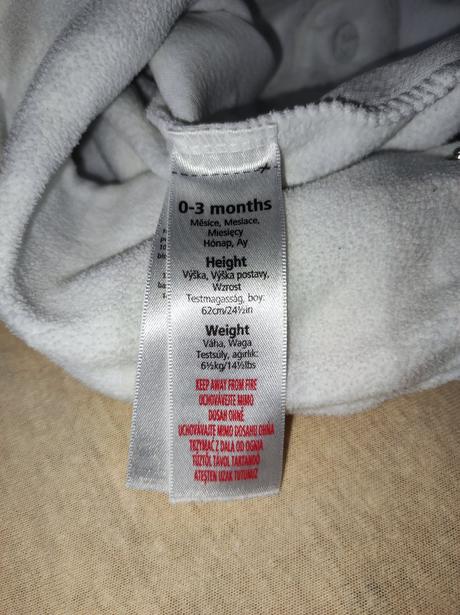 0-3 months
Měsíce, Mesiace,
Miesięcy
Hónap, Ay
Height
Výška, Výška postavy,
Wzrost
Testmagasság, boy:
62cm/24½in
Weight
Váha, Waga
Testsúly, ağirlik:
6½kg/14½lbs
KEEP AWAY FROM FIRE
UCHOVÁVEJTE MIMO
DOSAH OHNĚ
UCHOVÁVAJTE MIMO DOSAHU OHŇA
TRZYMAĆ Z DALA OD OGNIA
TŰZTŐL TÁVOL TARTANDÓ
ATEŞTEN UZAK TUTUNUZ